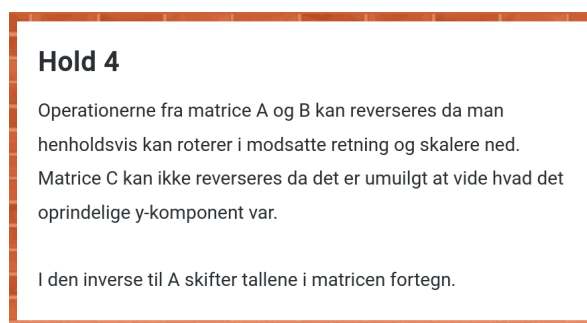 Hold 4
Operationerne fra matrice A og B kan reverseres da man
henholdsvis kan roterer i modsatte retning og skalere ned.
Matrice C kan ikke reverseres da det er umuilgt at vide hvad det
oprindelige y-komponent var.
I den inverse til A skifter tallene i matricen fortegn.